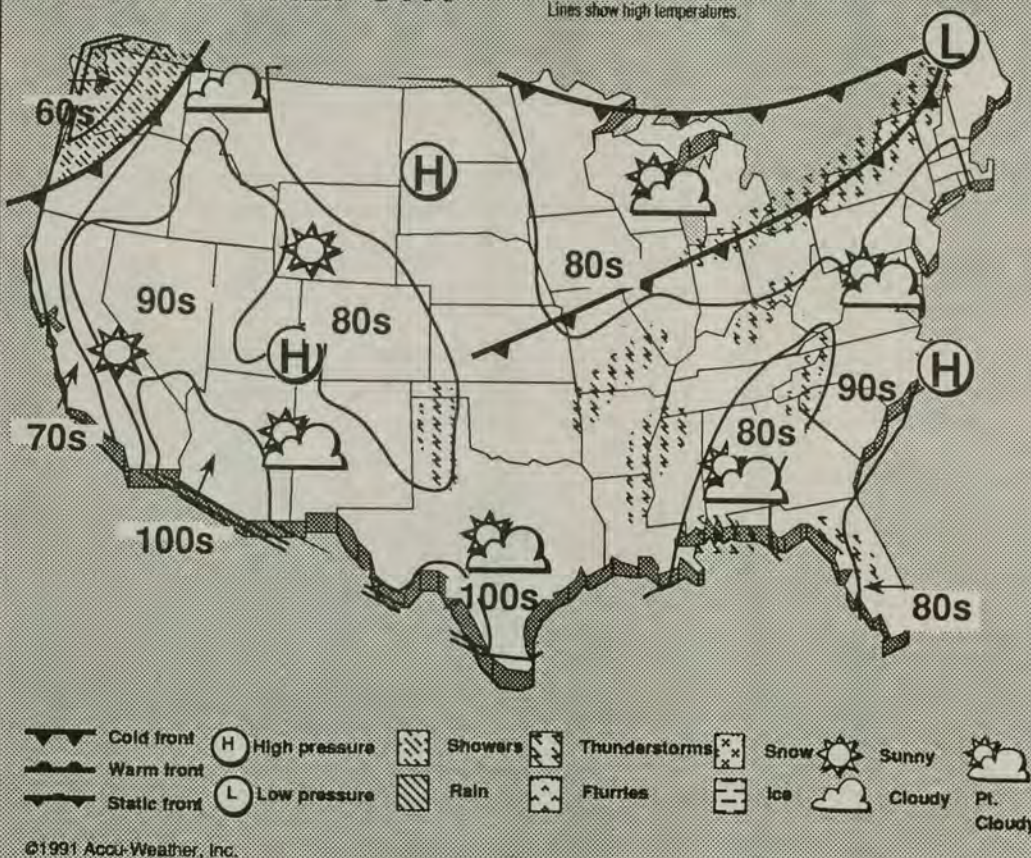 Lines show high temperatures.
L
60s
H
80s
90s
80s
H
H
90s
70s
80s
100s
100s
80s
Cold front
H High pressure
Showers
Thunderstorms
Snow
Sunny
Warm front
Static front
L Low pressure
Rain
Flurries
Ice
Cloudy
Pt.
Cloudy
©1991 Accu-Weather, Inc.